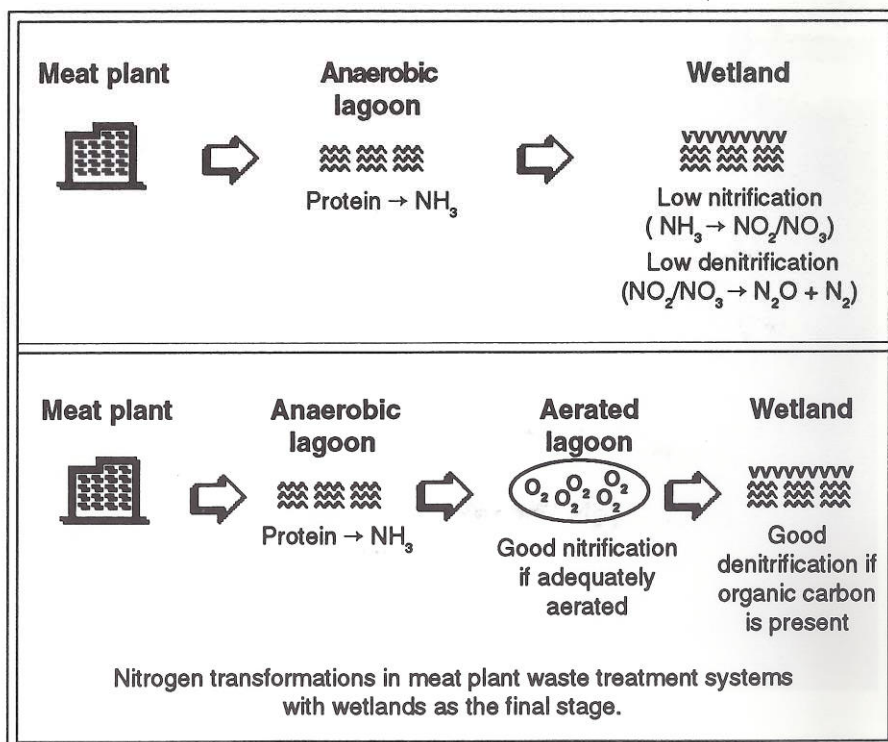 Meat plant
Anaerobic
lagoon
Wetland
Protein → NH₃
Low nitrification
( NH₃ → NO₂/NO₃)
Low denitrification
(NO₂/NO₃ → N₂O + N₂)
Meat plant
Anaerobic
lagoon
Aerated
lagoon
Wetland
O₂ O₂ O₂ O₂ O₂
Protein → NH₃
Good nitrification
if adequately
aerated
Good
denitrification if
organic carbon
is present
Nitrogen transformations in meat plant waste treatment systems
with wetlands as the final stage.